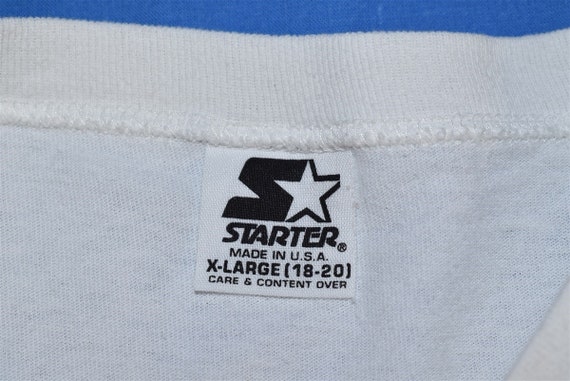 STARTER®
MADE IN U.S.A.
X-LARGE (18-20)
CARE & CONTENT OVER